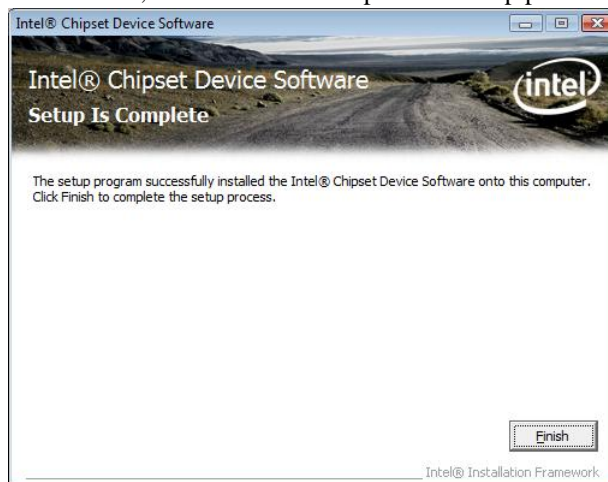 Intel® Chipset Device Software
Intel® Chipset Device Software
intel
Setup Is Complete
The setup program successfully installed the Intel® Chipset Device Software onto this computer.
Click Finish to complete the setup process.
Finish
Intel® Installation Framework